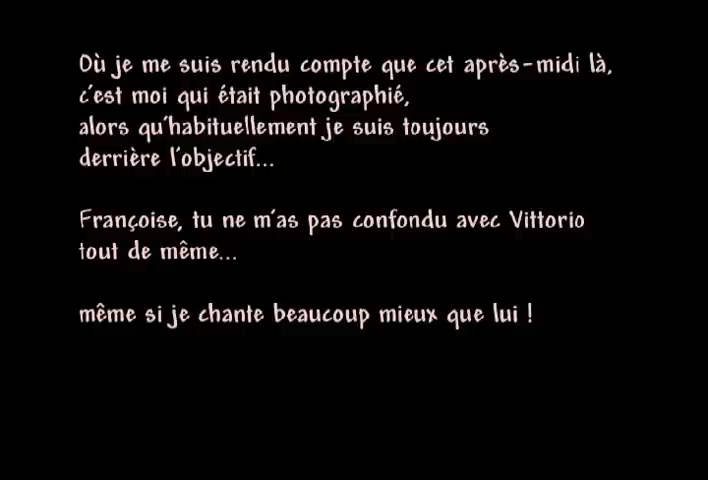 Où je me suis rendu compte que cet après-midi là,
c'est moi qui était photographié,
alors qu'habituellement je suis toujours
derrière l'objectif...
Françoise, tu ne m'as pas confondu avec Vittorio
tout de même...
même si je chante beaucoup mieux que lui !